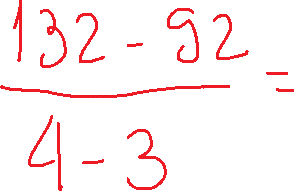 132 - 92
4 - 3 =